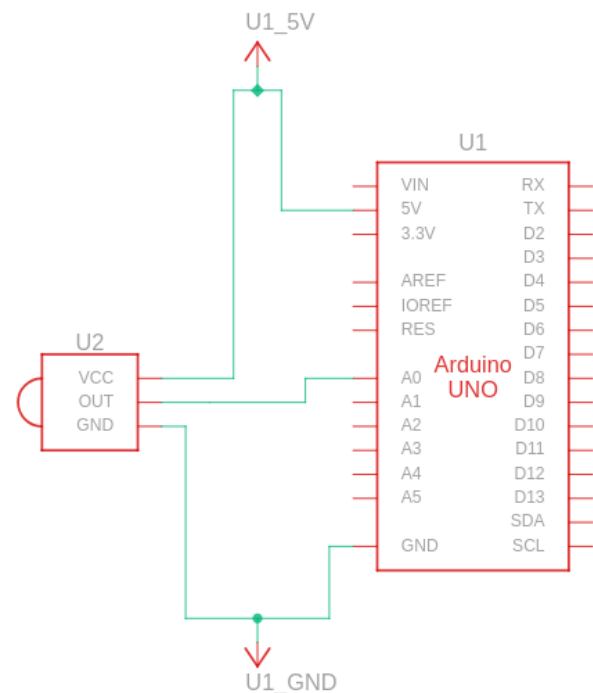 U1_5V
U1
VIN RX
5V TX
3.3V D2
D3
AREF D4
IOREF D5
RES D6
D7
Arduino
UNO
U2
VCC
OUT
GND
A0 D8
A1 D9
A2 D10
A3 D11
A4 D12
A5 D13
SDA
GND SCL
U1_GND